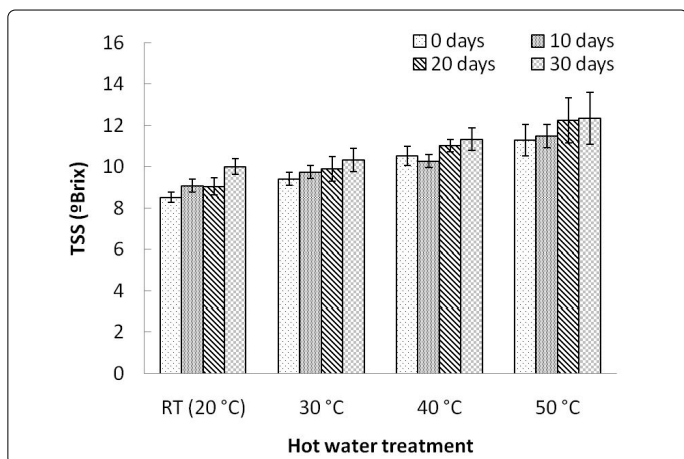 16
14
12
10
8
6
4
2
0
TSS (ºBrix)
0 days
10 days
20 days
30 days
RT (20 °C)
30 °C
40 °C
50 °C
Hot water treatment